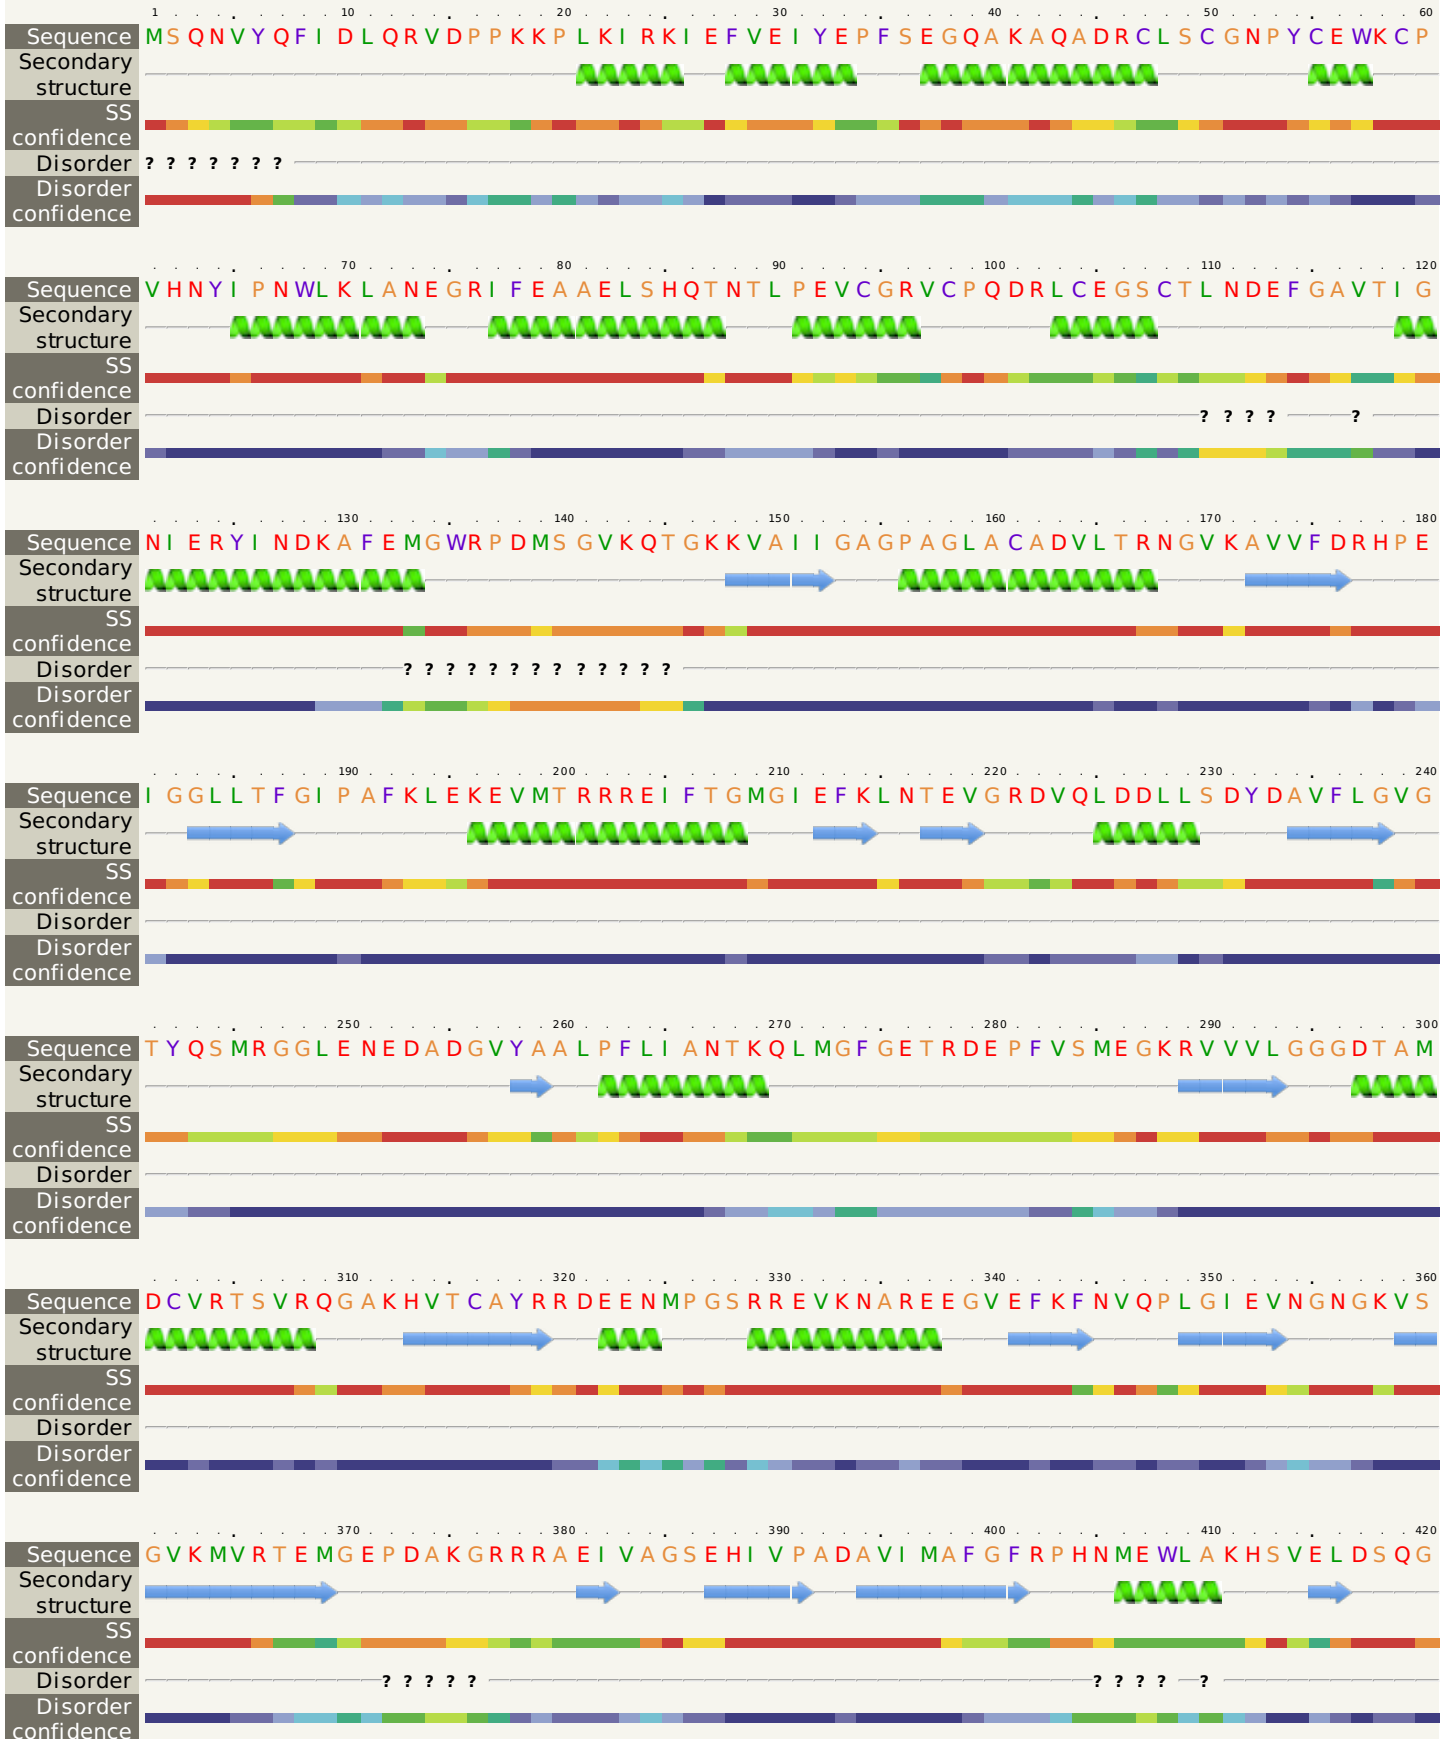 1 10 20 30 40 50 60
Sequence MSQNVYQFI DLQRVDPPKKP LKIRKIEFVEI YEPFSEGQAKAQADRCLSCGNPYCEWKCP
Secondary
structure
SS
confidence
Disorder ? ? ? ? ? ? ?
Disorder
confidence
70 80 90 100 110 120
Sequence VHNYIPNWLKLANEGRIFEAAELSHQTNTLPEVCGRVCPQDRLCEGSCTLNDEFGAVTIG
Secondary
structure
SS
confidence
Disorder ? ? ? ? ?
Disorder
confidence
130 140 150 160 170 180
Sequence NIERYINDKAFEMGWRPDMSGVKQTGKKVAIIGAGPAGLACADVLTRNGVKAVVFDRHPE
Secondary
structure
SS
confidence
Disorder ? ? ? ? ? ? ? ? ? ? ? ? ?
Disorder
confidence
190 200 210 220 230 240
Sequence IGGLLTFGIPAFKLEKEVMTRRREIFTGMGIEFKLNTEVGRDVQLDDLLSDYDAVFLGVG
Secondary
structure
SS
confidence
Disorder
Disorder
confidence
250 260 270 280 290 300
Sequence TYQSMRGGLENEDADGVYAALPFLIANTKQLMGFGETRDEPFVSMEGKRVVVLGGGDTAM
Secondary
structure
SS
confidence
Disorder
Disorder
confidence
310 320 330 340 350 360
Sequence DCVRTSVRQGAKHVTCAYRRDEENMPGSRREVKNAREEGVEFKFNVQPLGIEVNGNGKVS
Secondary
structure
SS
confidence
Disorder
Disorder
confidence
370 380 390 400 410 420
Sequence GVKMVRTEMGEPDAKGRRRAEIVAGSEHIVPADAVIMAFGFRPHNMEWLAKHSVELDSQG
Secondary
structure
SS
confidence
Disorder ? ? ? ? ? ? ? ? ? ?
Disorder
confidence